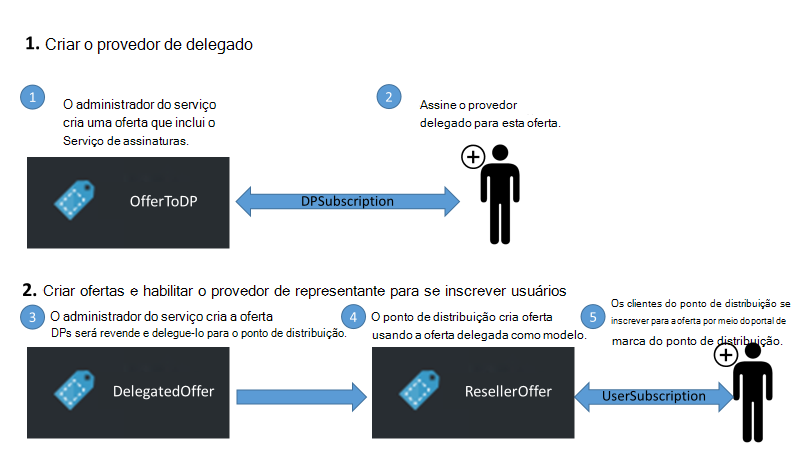 1. Criar o provedor de delegado
1
O administrador do serviço
cria uma oferta que inclui o
Serviço de assinaturas.
2
Assine o provedor
delegado para esta oferta.
OfferToDP
DPSubscription
2. Criar ofertas e habilitar o provedor de representante para se inscrever usuários
3
O administrador do serviço cria a oferta
DPs será revende e delegue-lo para o ponto de distribuição.
4
O ponto de distribuição cria oferta
usando a oferta delegada como modelo.
5
Os clientes do ponto de distribuição se
inscrever para a oferta por meio do portal de
marca do ponto de distribuição.
DelegatedOffer
ResellerOffer
UserSubscription